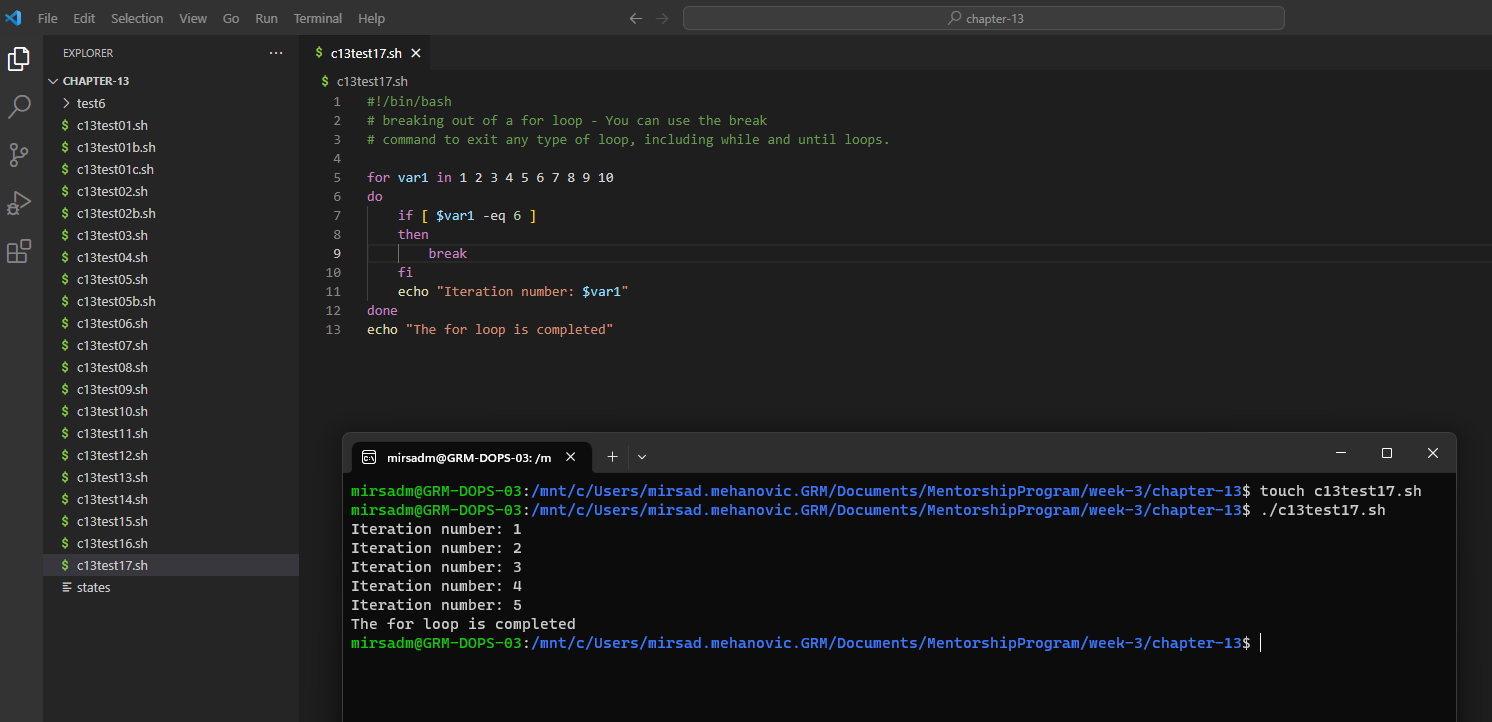 File Edit Selection View Go Run Terminal Help
chapter-13
EXPLORER ···
CHAPTER-13
test6
$ c13test01.sh
$ c13test01b.sh
$ c13test01c.sh
$ c13test02.sh
$ c13test02b.sh
$ c13test03.sh
$ c13test04.sh
$ c13test05.sh
$ c13test05b.sh
$ c13test06.sh
$ c13test07.sh
$ c13test08.sh
$ c13test09.sh
$ c13test10.sh
$ c13test11.sh
$ c13test12.sh
$ c13test13.sh
$ c13test14.sh
$ c13test15.sh
$ c13test16.sh
$ c13test17.sh
states
$ c13test17.sh
$ c13test17.sh
1 #!/bin/bash
2 # breaking out of a for loop - You can use the break
3 # command to exit any type of loop, including while and until loops.
4
5 for var1 in 1 2 3 4 5 6 7 8 9 10
6 do
7 if [ $var1 -eq 6 ]
8 then
9 break
10 fi
11 echo "Iteration number: $var1"
12 done
13 echo "The for loop is completed"
mirsadm@GRM-DOPS-03: /m
mirsadm@GRM-DOPS-03:/mnt/c/Users/mirsad.mehanovic.GRM/Documents/MentorshipProgram/week-3/chapter-13$ touch c13test17.sh
mirsadm@GRM-DOPS-03:/mnt/c/Users/mirsad.mehanovic.GRM/Documents/MentorshipProgram/week-3/chapter-13$ ./c13test17.sh
Iteration number: 1
Iteration number: 2
Iteration number: 3
Iteration number: 4
Iteration number: 5
The for loop is completed
mirsadm@GRM-DOPS-03:/mnt/c/Users/mirsad.mehanovic.GRM/Documents/MentorshipProgram/week-3/chapter-13$